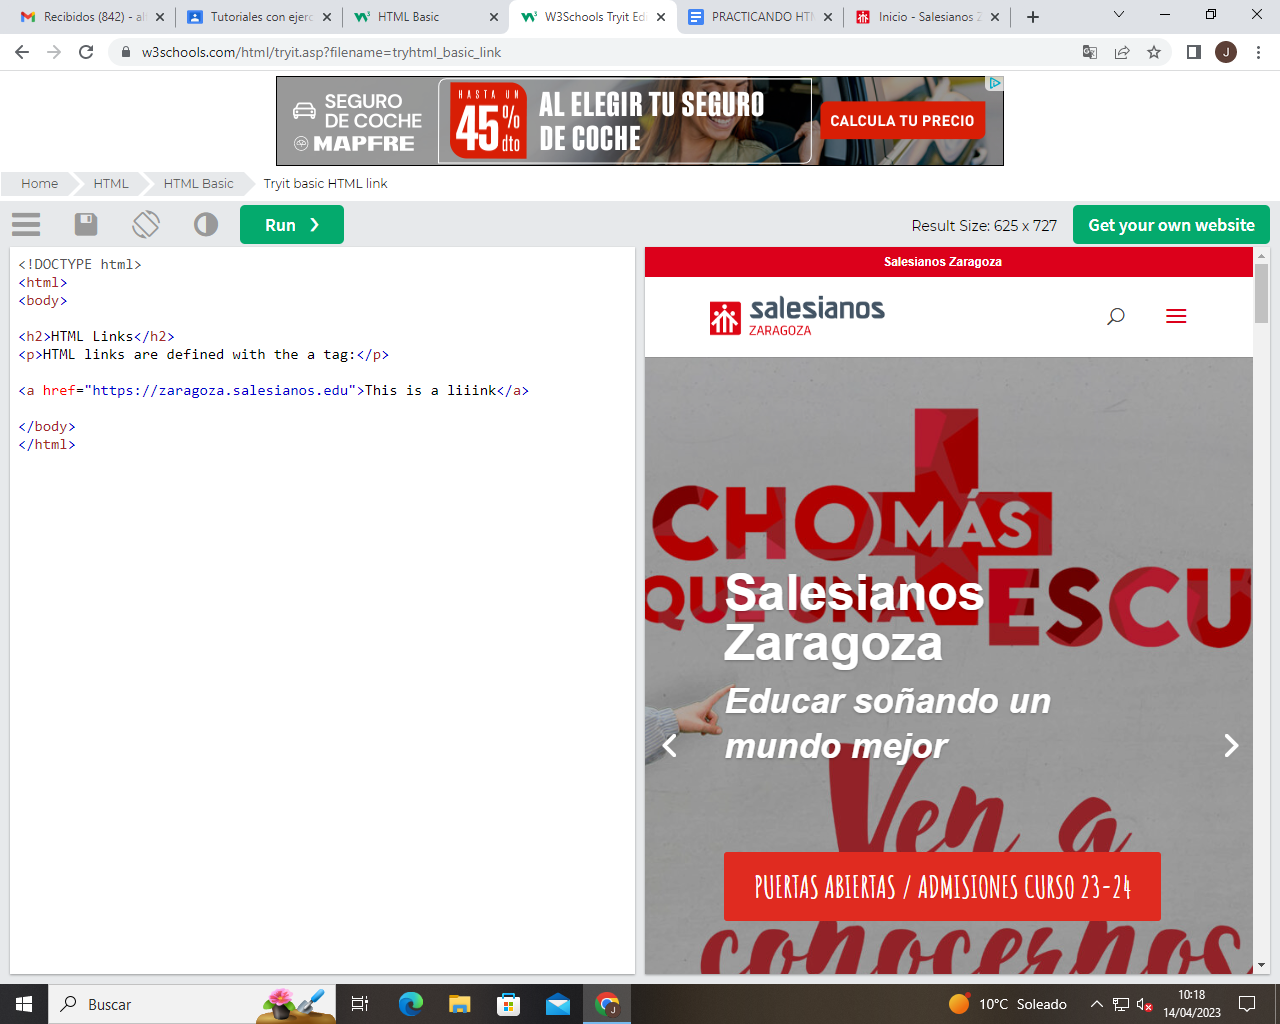 Recibidos (842) - al
Tutoriales con ejerc
HTML Basic
W3Schools Tryit Ed
PRACTICANDO HT
Inicio - Salesianos Z
w3schools.com/html/tryit.asp?filename=tryhtml_basic_link
J
SEGURO
DE COCHE
MAPFRE
HASTA UN
45% dto
AL ELEGIR TU SEGURO
DE COCHE
CALCULA TU PRECIO
Home
HTML
HTML Basic
Tryit basic HTML link
Run ❯
Result Size: 625 x 727
Get your own website
<!DOCTYPE html>
<html>
<body>
<h2>HTML Links</h2>
<p>HTML links are defined with the a tag:</p>
<a href="https://zaragoza.salesianos.edu">This is a liiink</a>
</body>
</html>
Salesianos Zaragoza
salesianos
ZARAGOZA
CHO MÁS
QUE UNA ESCU
Salesianos
Zaragoza
Educar soñando un
mundo mejor
Ven a
PUERTAS ABIERTAS / ADMISIONES CURSO 23-24
conocernos
Buscar
J
10°C Soleado
10:18
14/04/2023